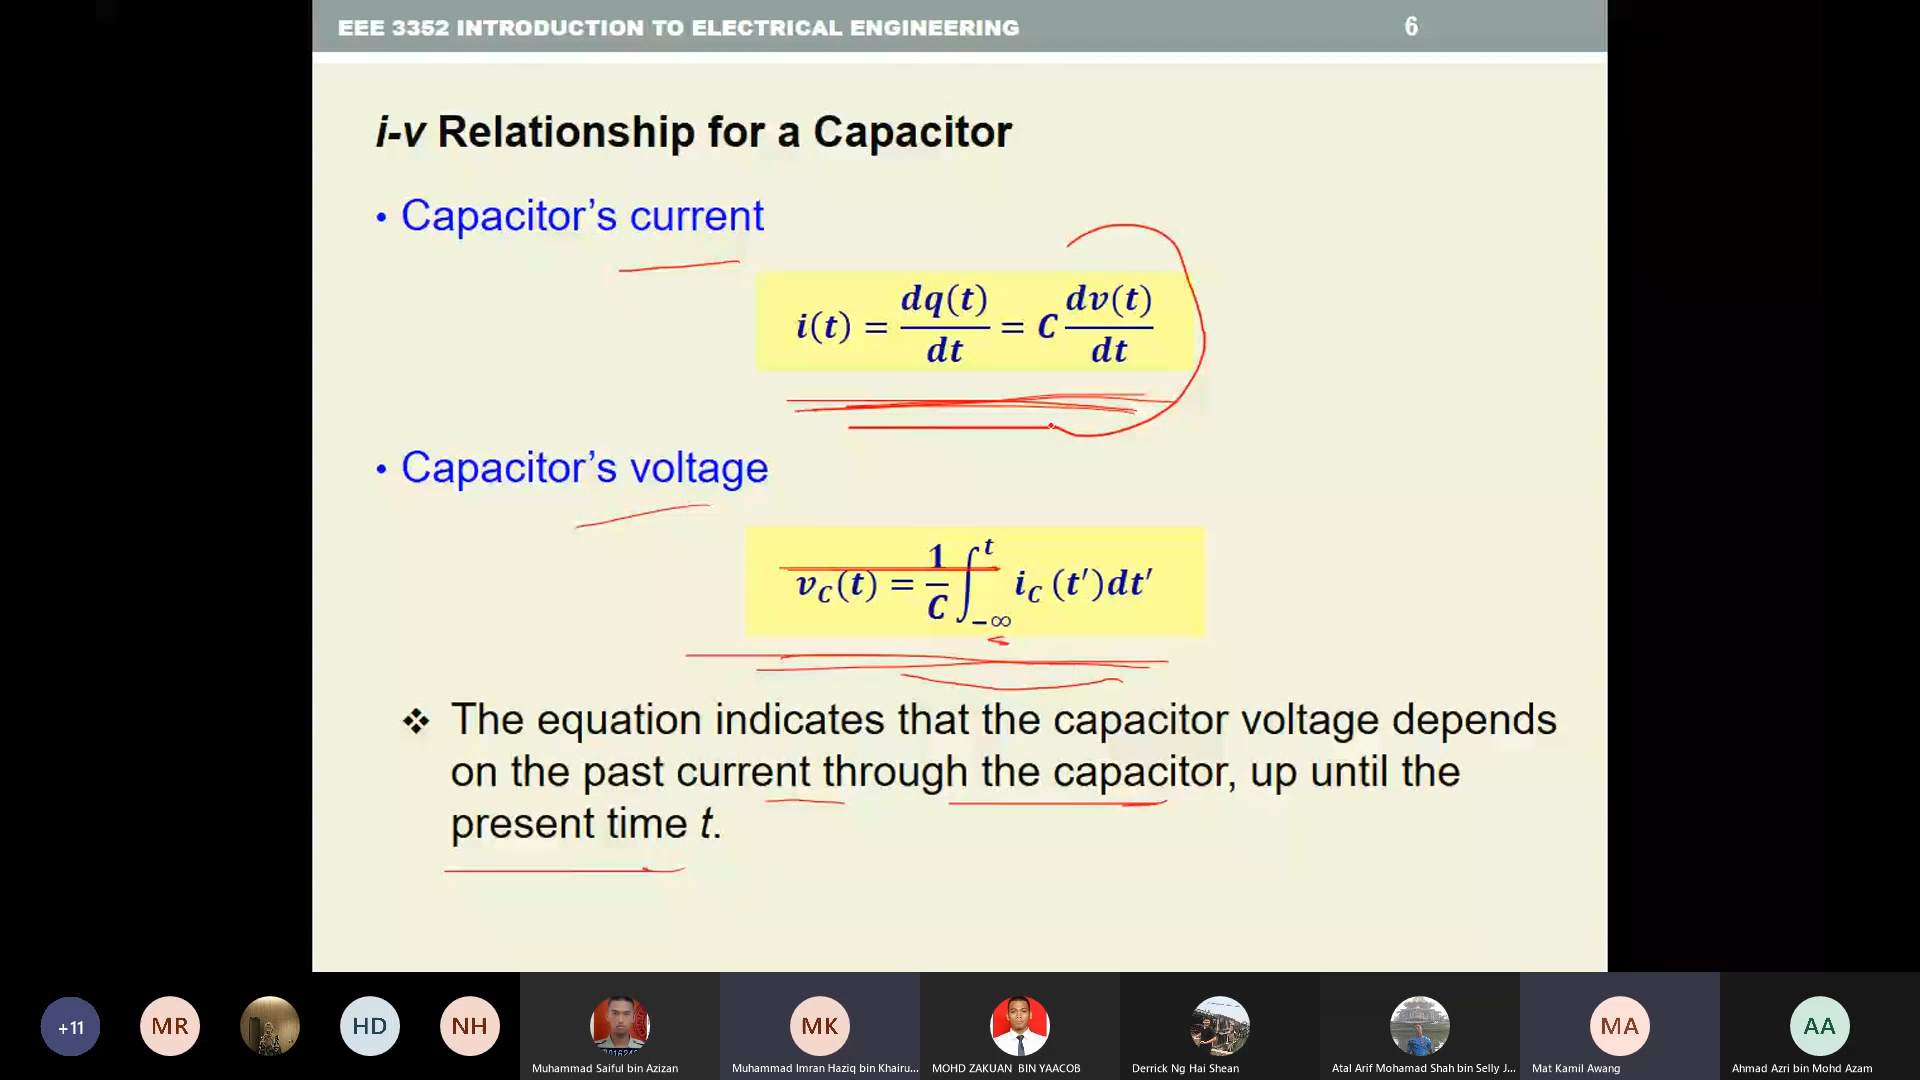 EEE 3352 INTRODUCTION TO ELECTRICAL ENGINEERING 6
i-v Relationship for a Capacitor
• Capacitor’s current
i(t) = dq(t)/dt = C dv(t)/dt
• Capacitor’s voltage
v_C(t) = 1/C ∫_{-∞}^{t} i_C (t′)dt′
❖ The equation indicates that the capacitor voltage depends
on the past current through the capacitor, up until the
present time t.
+11 MR HD NH MK MA AA
Muhammad Saiful bin Azizan Muhammad Imran Haziq bin Khairu... MOHD ZAKUAN BIN YAACOB Derrick Ng Hai Shean Atal Arif Mohamad Shah bin Selly J... Mat Kamil Awang Ahmad Azri bin Mohd Azam